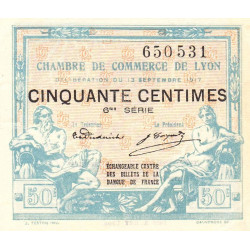 650531
CHAMBRE DE COMMERCE DE LYON
DÉLIBÉRATION DU 13 SEPTEMBRE 1917
CINQUANTE CENTIMES
6me SÉRIE
Le Trésorier Le Président
ÉCHANGEABLE CONTRE
DES BILLETS DE LA
BANQUE DE FRANCE
50c 50c